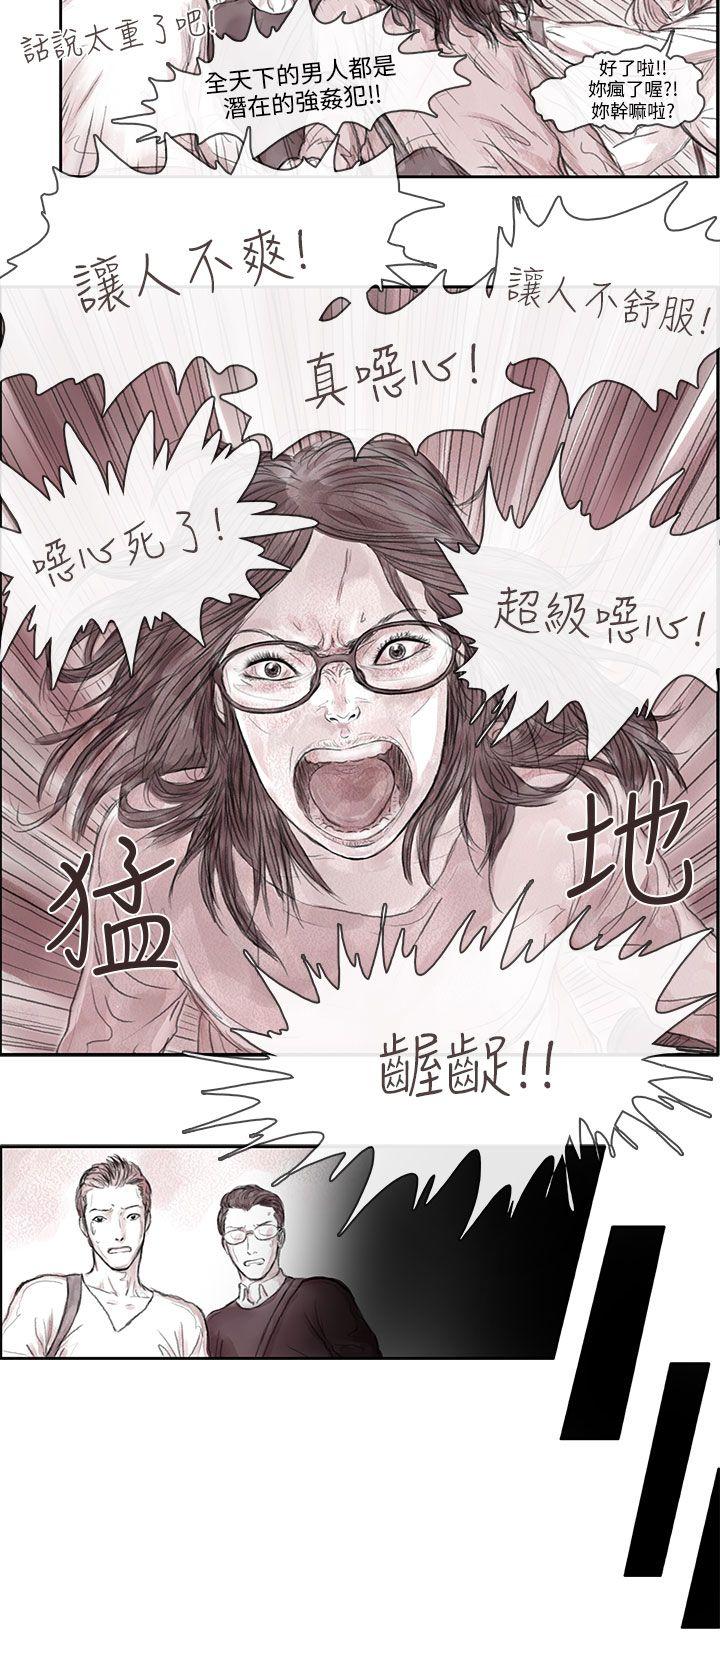 話說太重了吧!
全天下的男人都是
潛在的強姦犯!!
好了啦!!
妳瘋了喔?!
妳幹嘛啦?
讓人不爽!
讓人不舒服!
真噁心!
噁心死了!
超級噁心!
猛
地
齷齪!!